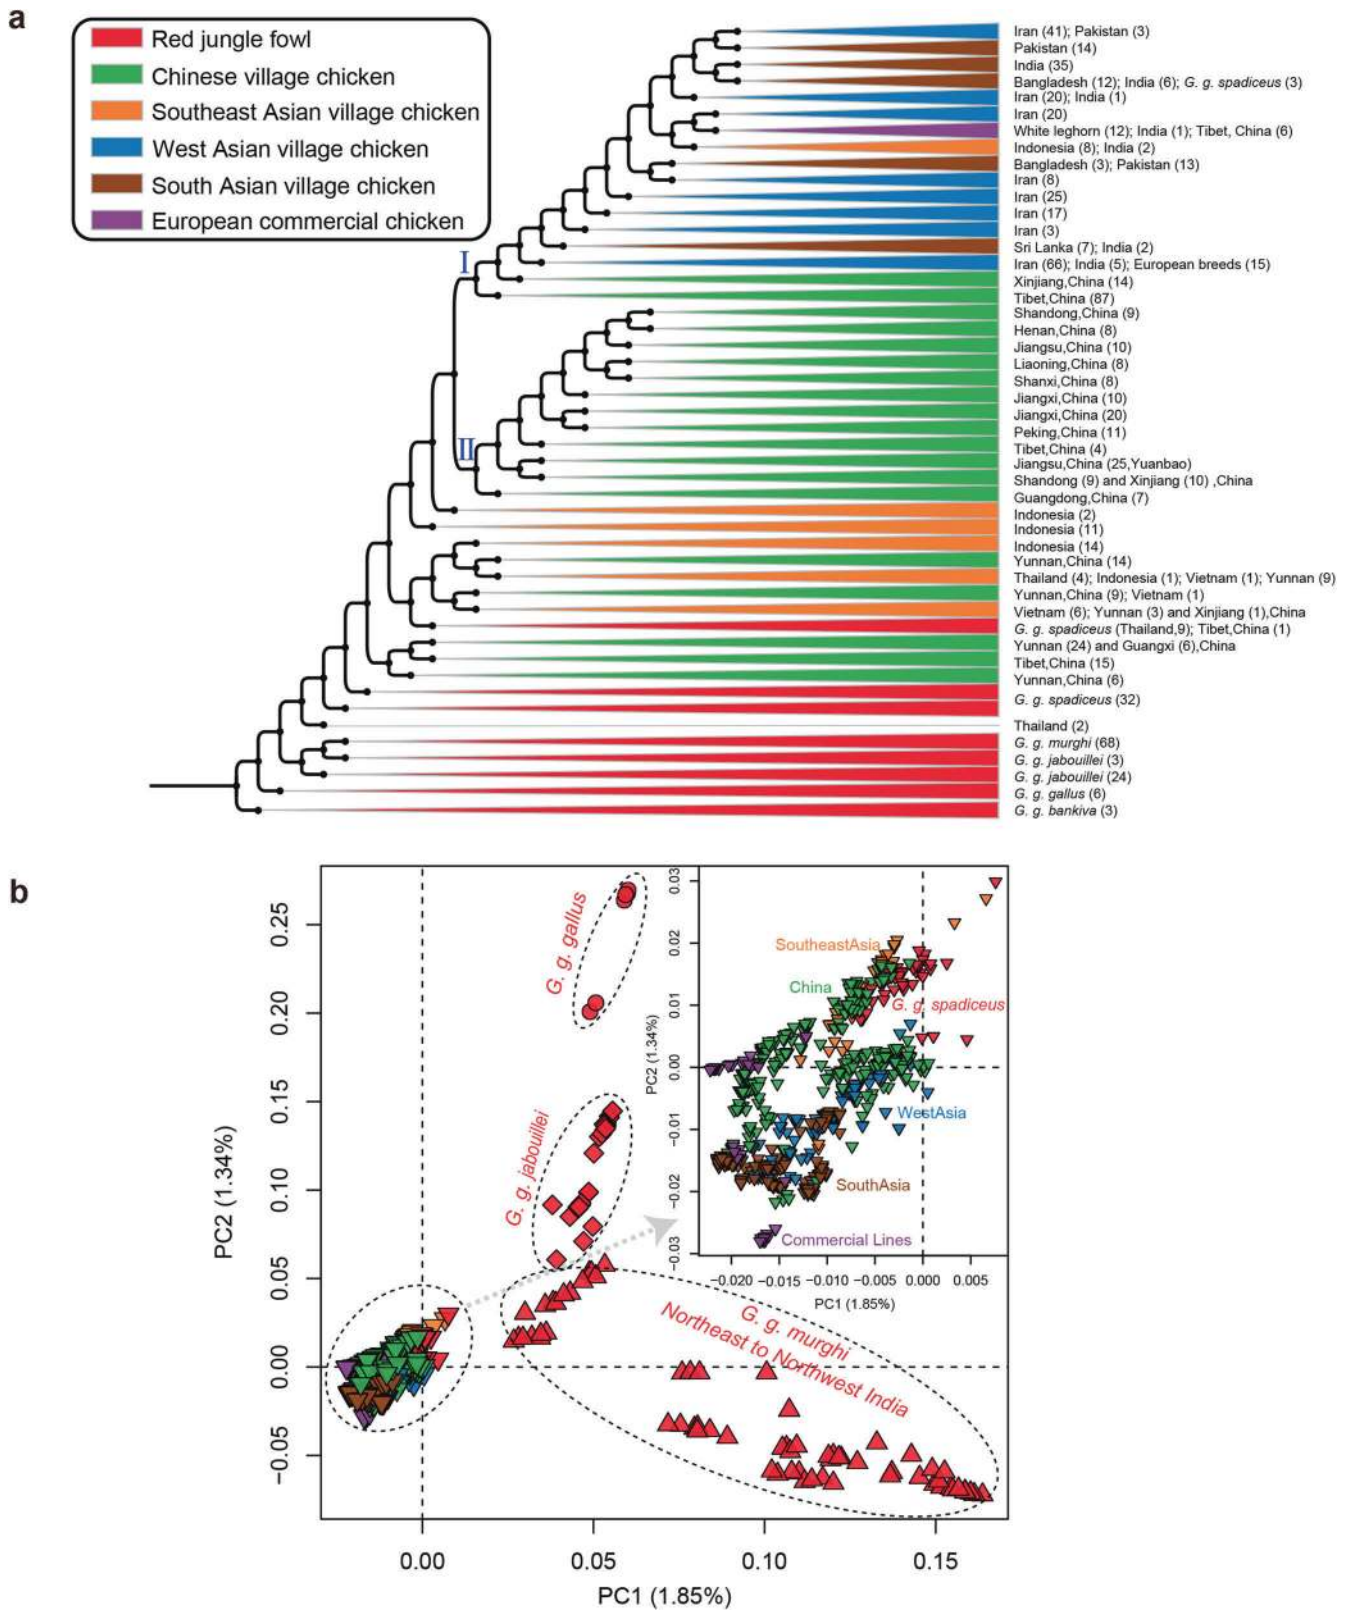 a
Red jungle fowl
Chinese village chicken
Southeast Asian village chicken
West Asian village chicken
South Asian village chicken
European commercial chicken
I
II
Iran (41); Pakistan (3)
Pakistan (14)
India (35)
Bangladesh (12); India (6); G. g. spadiceus (3)
Iran (20); India (1)
Iran (20)
White leghorn (12); India (1); Tibet, China (6)
Indonesia (8); India (2)
Bangladesh (3); Pakistan (13)
Iran (8)
Iran (25)
Iran (17)
Iran (3)
Sri Lanka (7); India (2)
Iran (66); India (5); European breeds (15)
Xinjiang,China (14)
Tibet,China (87)
Shandong,China (9)
Henan,China (8)
Jiangsu,China (10)
Liaoning,China (8)
Shanxi,China (8)
Jiangxi,China (10)
Jiangxi,China (20)
Peking,China (11)
Tibet,China (4)
Jiangsu,China (25,Yuanbao)
Shandong (9) and Xinjiang (10) ,China
Guangdong,China (7)
Indonesia (2)
Indonesia (11)
Indonesia (14)
Yunnan,China (14)
Thailand (4); Indonesia (1); Vietnam (1); Yunnan (9)
Yunnan,China (9); Vietnam (1)
Vietnam (6); Yunnan (3) and Xinjiang (1),China
G. g. spadiceus (Thailand,9); Tibet,China (1)
Yunnan (24) and Guangxi (6),China
Tibet,China (15)
Yunnan,China (6)
G. g. spadiceus (32)
Thailand (2)
G. g. murghi (68)
G. g. jabouillei (3)
G. g. jabouillei (24)
G. g. gallus (6)
G. g. bankiva (3)
b
PC2 (1.34%)
0.25
0.20
0.15
0.10
0.05
0.00
−0.05
G. g. gallus
G. g. jabouillei
G. g. murghi
Northeast to Northwest India
0.00 0.05 0.10 0.15
PC1 (1.85%)
PC2 (1.34%)
0.03
0.02
0.01
0.00
−0.01
−0.02
−0.03
SoutheastAsia
China
G. g. spadiceus
WestAsia
SouthAsia
Commercial Lines
−0.020 −0.015 −0.010 −0.005 0.000 0.005
PC1 (1.85%)